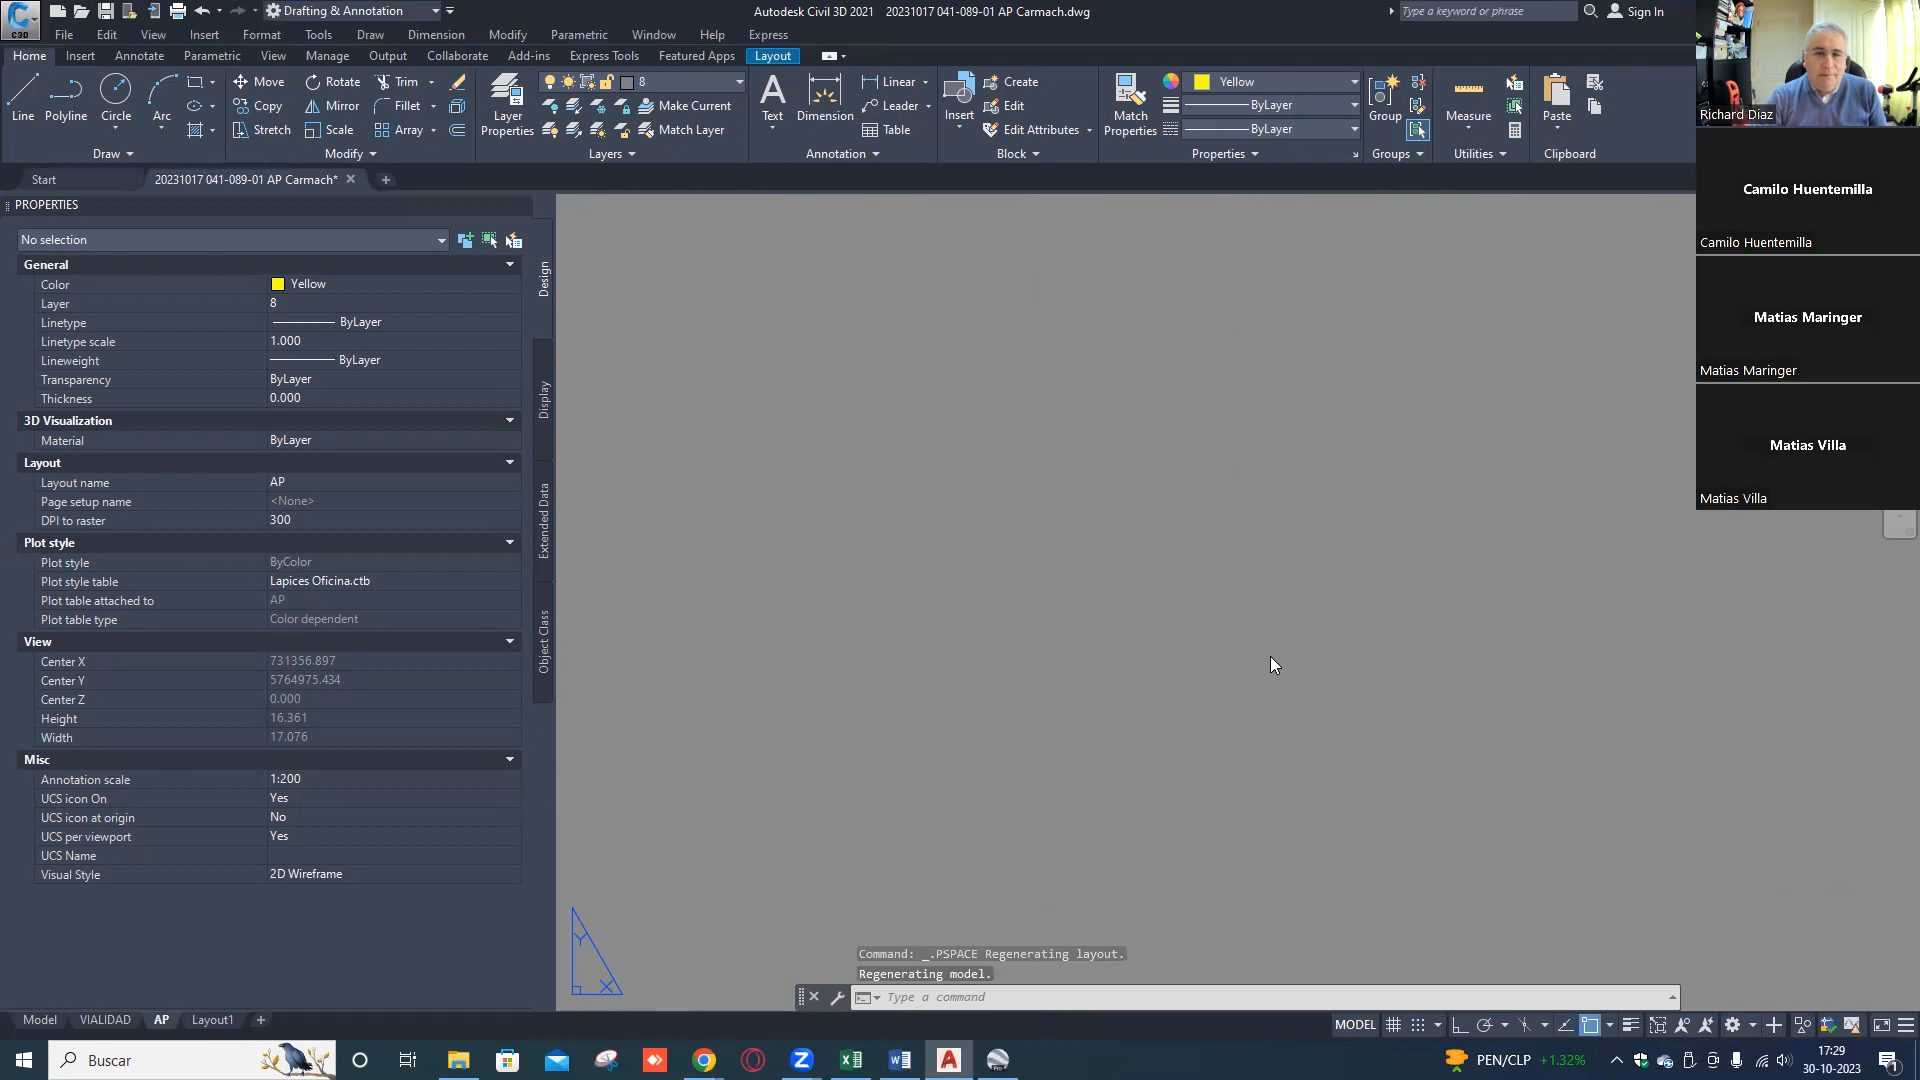 Drafting & Annotation
Autodesk Civil 3D 2021 20231017 041-089-01 AP Carmach.dwg
Type a keyword or phrase
Sign In
C3D
File Edit View Insert Format Tools Draw Dimension Modify Parametric Window Help Express
Home Insert Annotate Parametric View Manage Output Collaborate Add-ins Express Tools Featured Apps Layout
Line
Polyline
Circle
Arc
Move
Copy
Stretch
Rotate
Mirror
Scale
Trim
Fillet
Array
Layer
Properties
8
Make Current
Match Layer
Text
Dimension
Linear
Leader
Table
Insert
Create
Edit
Edit Attributes
Match
Properties
Yellow
ByLayer
ByLayer
Group
Measure
Paste
Draw Modify Layers Annotation Block Properties Groups Utilities Clipboard
Richard Diaz
Camilo Huentemilla
Camilo Huentemilla
Matias Maringer
Matias Maringer
Matias Villa
Matias Villa
Start
20231017 041-089-01 AP Carmach*
PROPERTIES
No selection
General
Color Yellow
Layer 8
Linetype ByLayer
Linetype scale 1.000
Lineweight ByLayer
Transparency ByLayer
Thickness 0.000
3D Visualization
Material ByLayer
Layout
Layout name AP
Page setup name <None>
DPI to raster 300
Plot style
Plot style ByColor
Plot style table Lapices Oficina.ctb
Plot table attached to AP
Plot table type Color dependent
View
Center X 731356.897
Center Y 5764975.434
Center Z 0.000
Height 16.361
Width 17.076
Misc
Annotation scale 1:200
UCS icon On Yes
UCS icon at origin No
UCS per viewport Yes
UCS Name
Visual Style 2D Wireframe
Design
Display
Extended Data
Object Class
Y
X
Command: _.PSPACE Regenerating layout.
Regenerating model.
Type a command
Model VIALIDAD AP Layout1
MODEL
Buscar
PEN/CLP +1.32%
17:29
30-10-2023
1